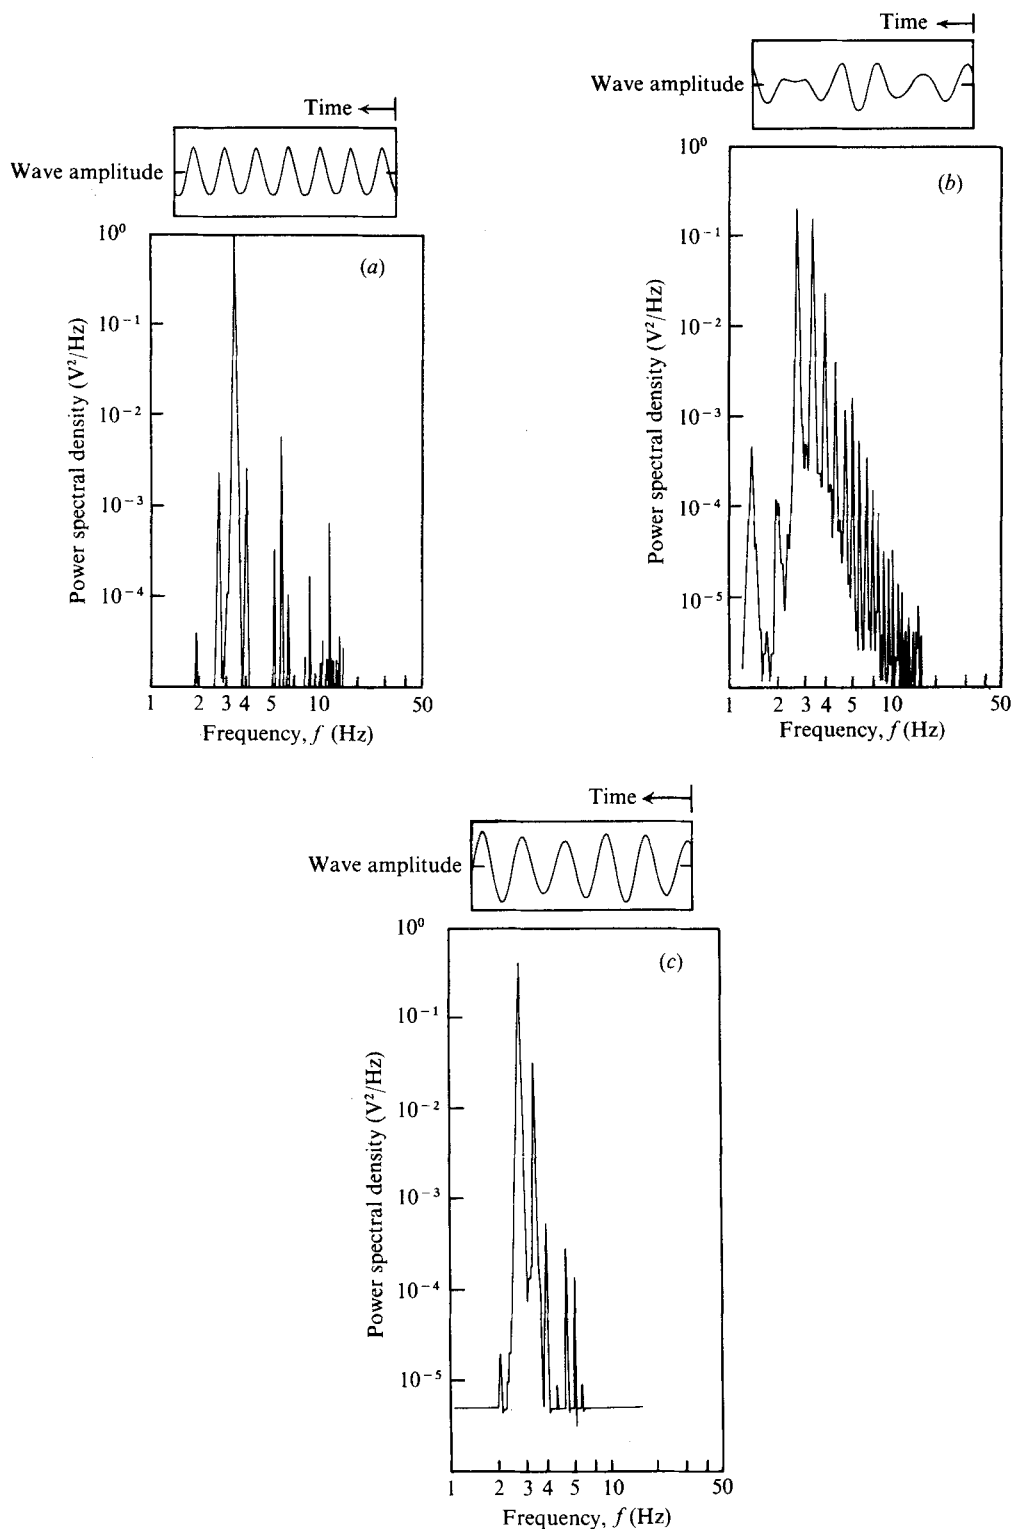 Time
Wave amplitude
(a)
10⁰
10⁻¹
10⁻²
10⁻³
10⁻⁴
Power spectral density (V²/Hz)
1 2 3 4 5 10 50
Frequency, f (Hz)
Time
Wave amplitude
(b)
10⁰
10⁻¹
10⁻²
10⁻³
10⁻⁴
10⁻⁵
Power spectral density (V²/Hz)
1 2 3 4 5 10 50
Frequency, f (Hz)
Time
Wave amplitude
(c)
10⁰
10⁻¹
10⁻²
10⁻³
10⁻⁴
10⁻⁵
Power spectral density (V²/Hz)
1 2 3 4 5 10 50
Frequency, f (Hz)